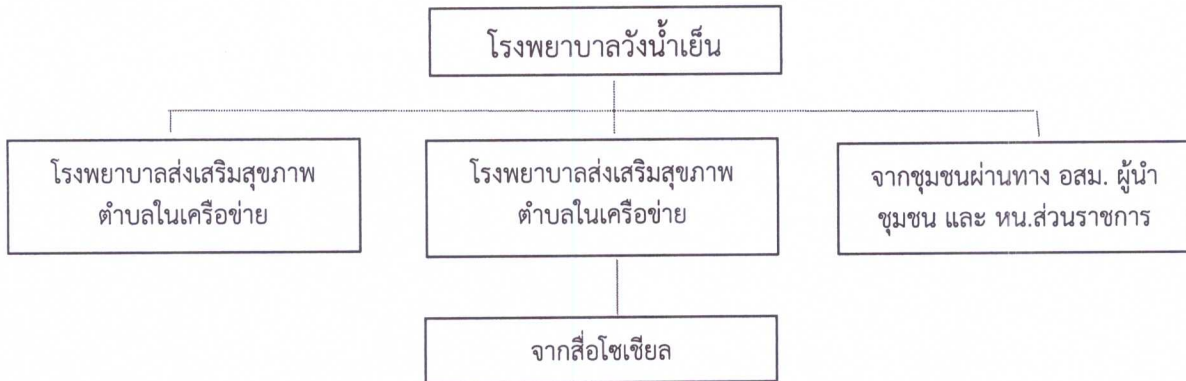 โรงพยาบาลวังน้ำเย็น
โรงพยาบาลส่งเสริมสุขภาพ
ตำบลในเครือข่าย
โรงพยาบาลส่งเสริมสุขภาพ
ตำบลในเครือข่าย
จากชุมชนผ่านทาง อสม. ผู้นำ
ชุมชน และ หน.ส่วนราชการ
จากสื่อโซเชียล